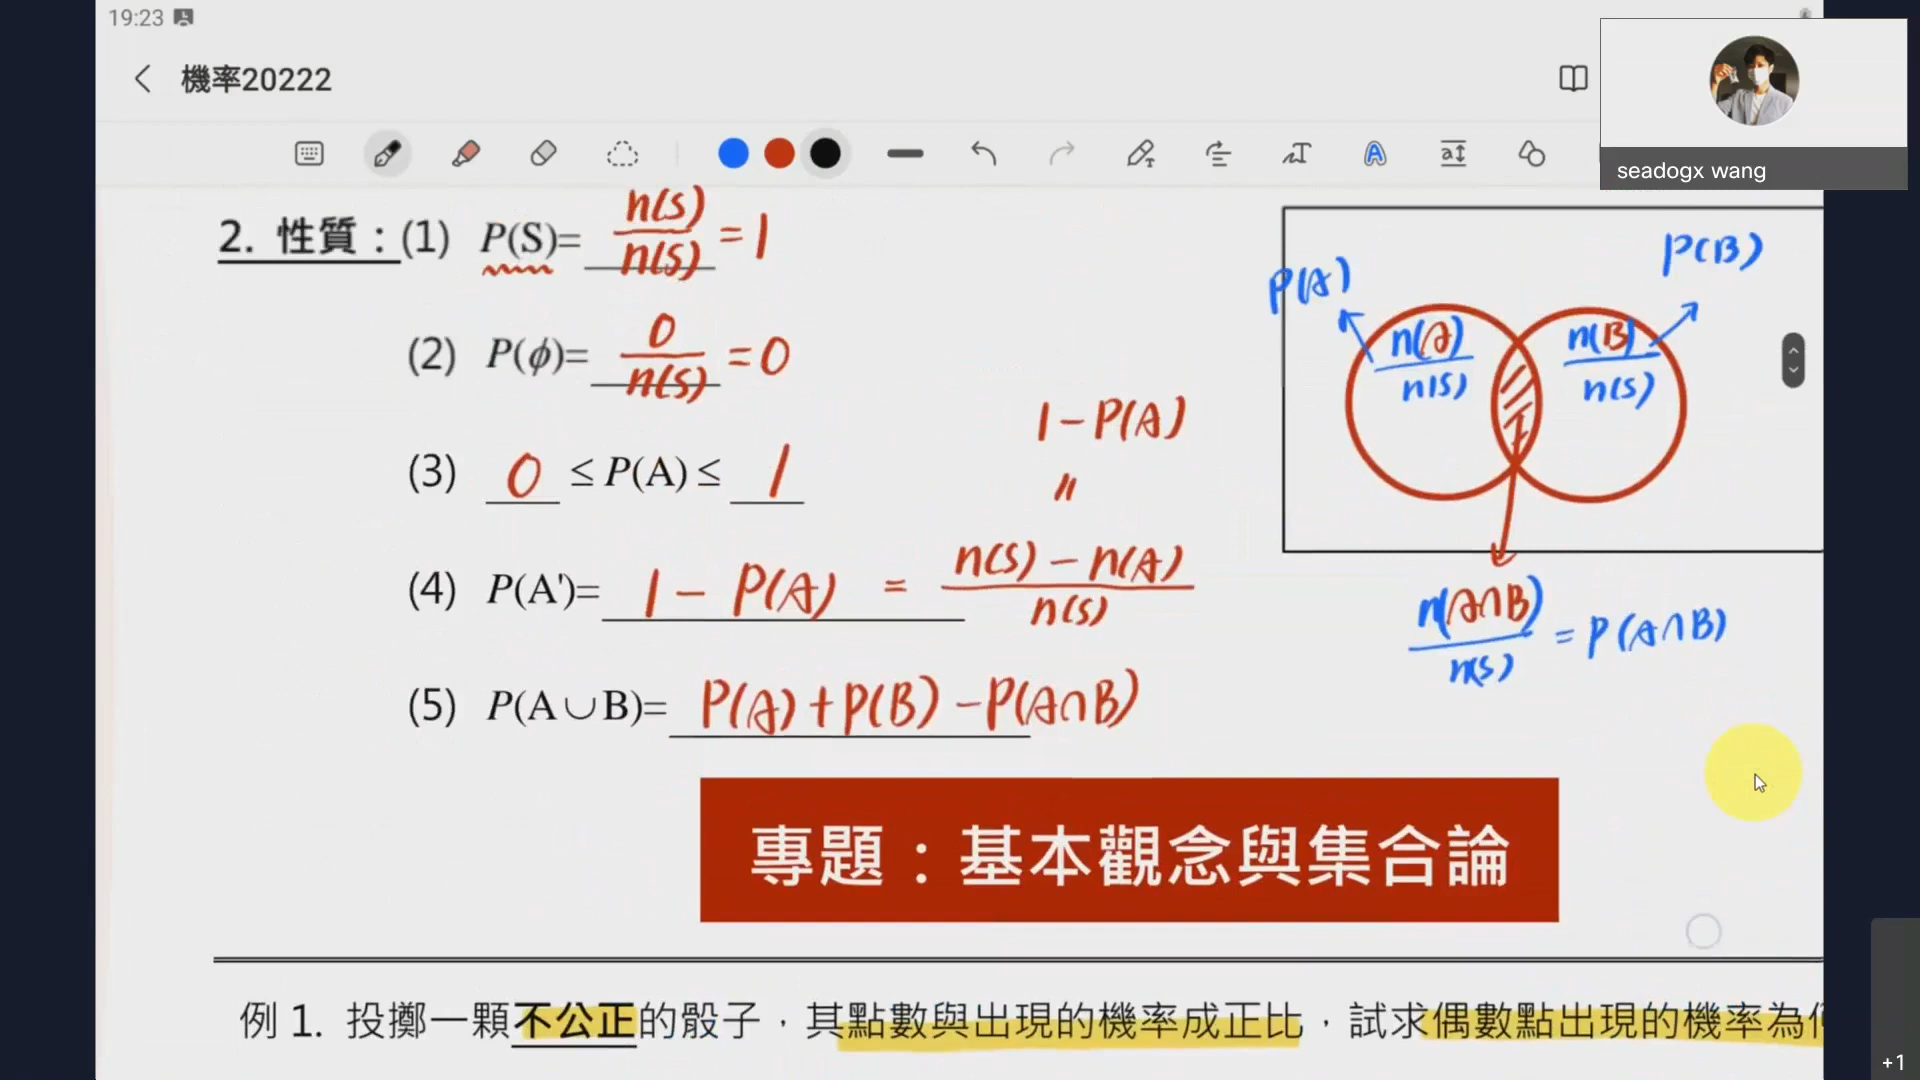 19:23
機率20222
seadogx wang
2. 性質：(1) P(S)= n(S)/n(S) = 1
(2) P(ϕ)= 0/n(S) = 0
(3) 0 ≤ P(A) ≤ 1
1 - P(A)
〃
(4) P(A')= 1 - P(A) = n(S) - n(A)/n(S)
(5) P(A∪B)= P(A) + P(B) - P(A∩B)
P(A)
P(B)
n(A)/n(S)
n(B)/n(S)
n(A∩B)/n(S) = P(A∩B)
專題：基本觀念與集合論
例 1. 投擲一顆不公正的骰子，其點數與出現的機率成正比，試求偶數點出現的機率為
+1